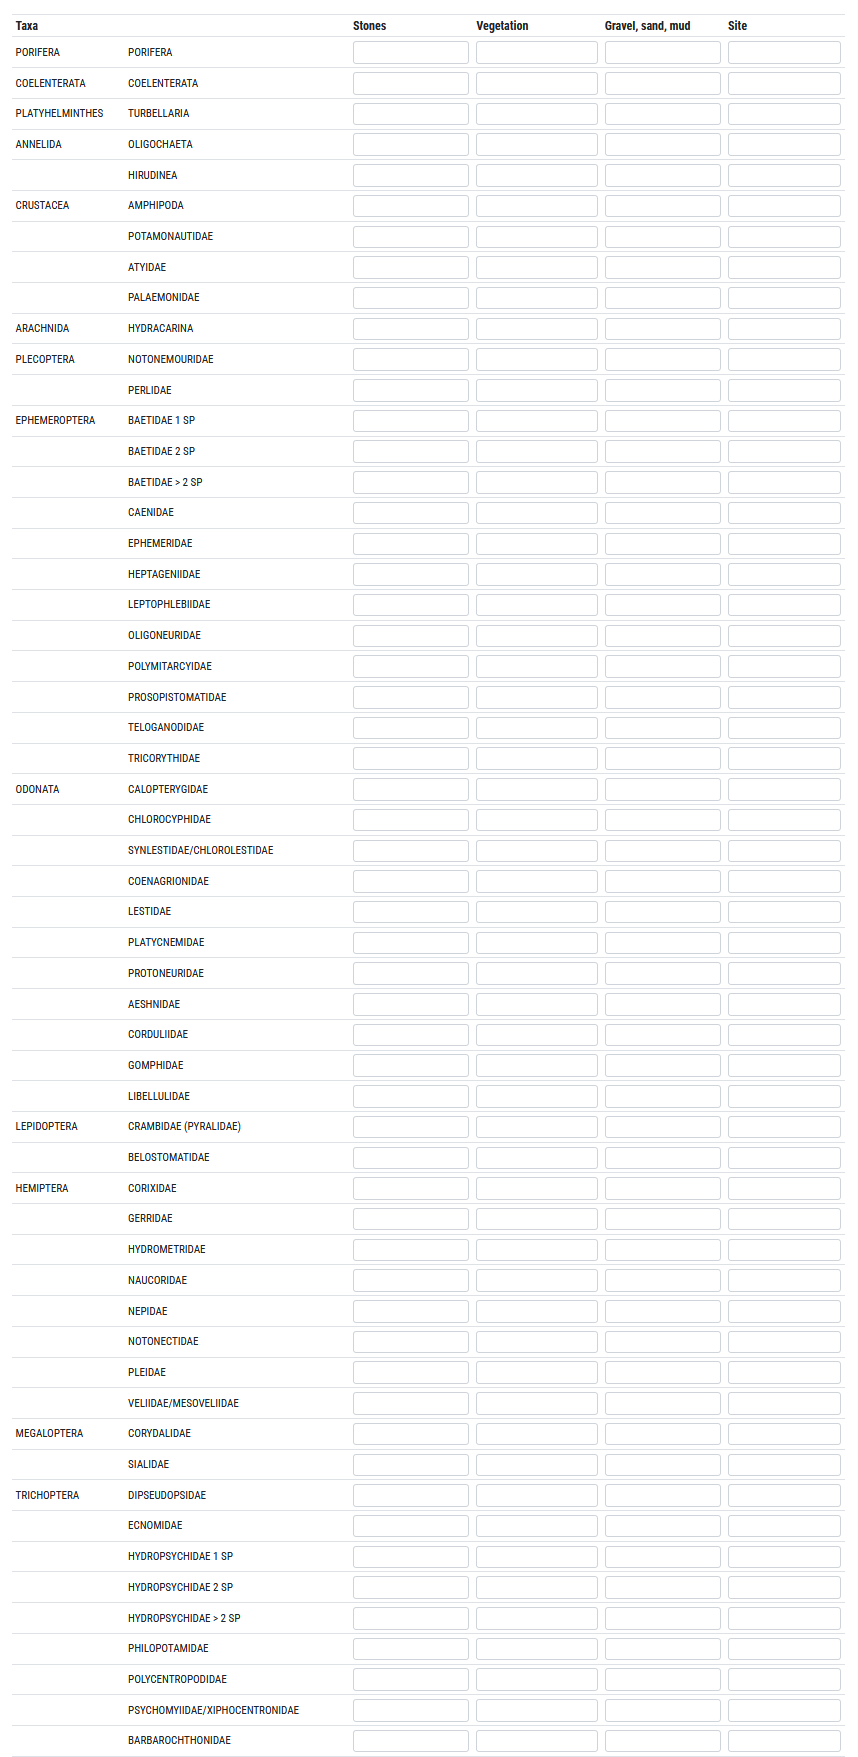 Taxa Stones Vegetation Gravel, sand, mud Site
PORIFERA PORIFERA
COELENTERATA COELENTERATA
PLATYHELMINTHES TURBELLARIA
ANNELIDA OLIGOCHAETA
HIRUDINEA
CRUSTACEA AMPHIPODA
POTAMONAUTIDAE
ATYIDAE
PALAEMONIDAE
ARACHNIDA HYDRACARINA
PLECOPTERA NOTONEMOURIDAE
PERLIDAE
EPHEMEROPTERA BAETIDAE 1 SP
BAETIDAE 2 SP
BAETIDAE > 2 SP
CAENIDAE
EPHEMERIDAE
HEPTAGENIIDAE
LEPTOPHLEBIIDAE
OLIGONEURIDAE
POLYMITARCYIDAE
PROSOPISTOMATIDAE
TELOGANODIDAE
TRICORYTHIDAE
ODONATA CALOPTERYGIDAE
CHLOROCYPHIDAE
SYNLESTIDAE/CHLOROLESTIDAE
COENAGRIONIDAE
LESTIDAE
PLATYCNEMIDAE
PROTONEURIDAE
AESHNIDAE
CORDULIIDAE
GOMPHIDAE
LIBELLULIDAE
LEPIDOPTERA CRAMBIDAE (PYRALIDAE)
BELOSTOMATIDAE
HEMIPTERA CORIXIDAE
GERRIDAE
HYDROMETRIDAE
NAUCORIDAE
NEPIDAE
NOTONECTIDAE
PLEIDAE
VELIIDAE/MESOVELIIDAE
MEGALOPTERA CORYDALIDAE
SIALIDAE
TRICHOPTERA DIPSEUDOPSIDAE
ECNOMIDAE
HYDROPSYCHIDAE 1 SP
HYDROPSYCHIDAE 2 SP
HYDROPSYCHIDAE > 2 SP
PHILOPOTAMIDAE
POLYCENTROPODIDAE
PSYCHOMYIIDAE/XIPHOCENTRONIDAE
BARBAROCHTHONIDAE